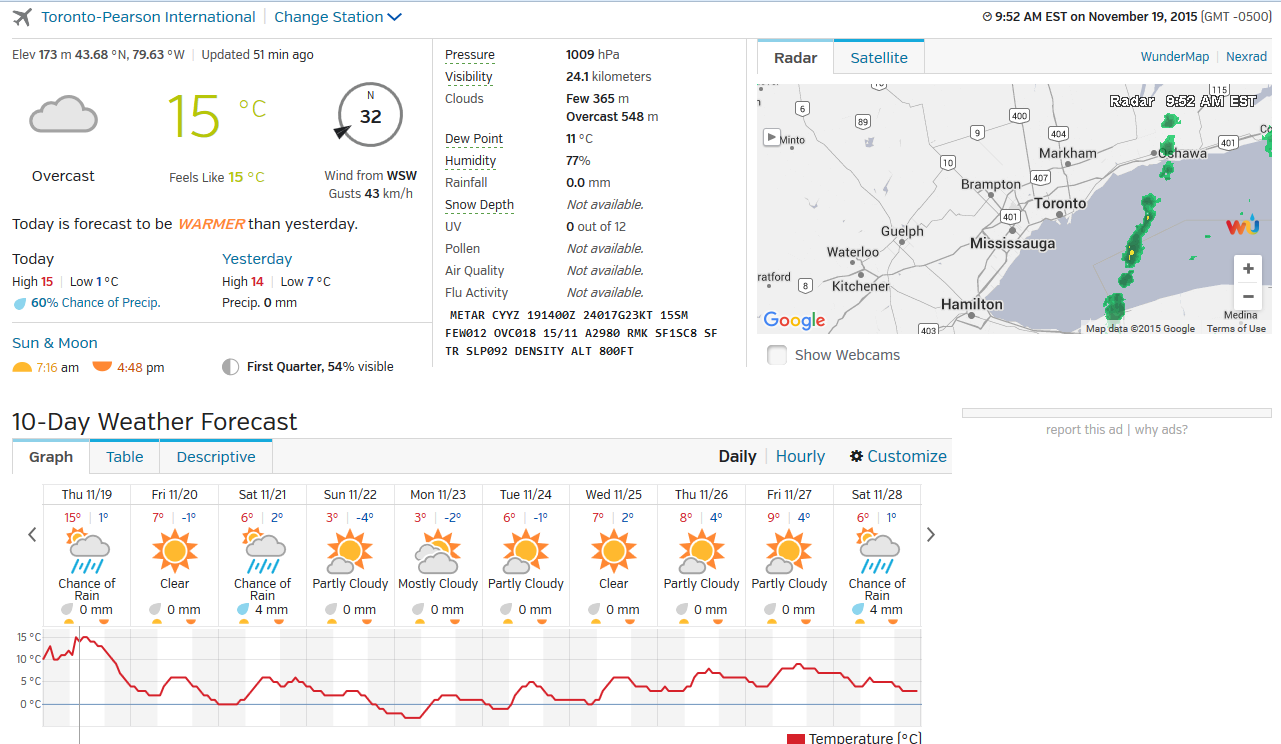 Toronto-Pearson International | Change Station
9:52 AM EST on November 19, 2015 (GMT -0500)
Elev 173 m 43.68 °N, 79.63 °W | Updated 51 min ago
15 °C
Overcast
Feels Like 15 °C
N
32
Wind from WSW
Gusts 43 km/h
Today is forecast to be WARMER than yesterday.
Today
High 15 | Low 1 °C
60% Chance of Precip.
Yesterday
High 14 | Low 7 °C
Precip. 0 mm
Sun & Moon
7:16 am 4:48 pm
First Quarter, 54% visible
Pressure 1009 hPa
Visibility 24.1 kilometers
Clouds Few 365 m
Overcast 548 m
Dew Point 11 °C
Humidity 77%
Rainfall 0.0 mm
Snow Depth Not available.
UV 0 out of 12
Pollen Not available.
Air Quality Not available.
Flu Activity Not available.
METAR CYYZ 191400Z 24017G23KT 15SM
FEW012 OVC018 15/11 A2980 RMK SF1SC8 SF
TR SLP092 DENSITY ALT 800FT
Radar Satellite
WunderMap | Nexrad
115
Radar 9:52 AM EST
6
89
400
9
404
401
Minto
Markham
Oshawa
10
407
Brampton
Toronto
401
Guelph
Mississauga
Waterloo
ratford
8
Kitchener
Hamilton
403
WU
+
−
Medina
Google
Map data ©2015 Google Terms of Use
Show Webcams
10-Day Weather Forecast
report this ad | why ads?
Graph Table Descriptive
Daily | Hourly Customize
Thu 11/19 Fri 11/20 Sat 11/21 Sun 11/22 Mon 11/23 Tue 11/24 Wed 11/25 Thu 11/26 Fri 11/27 Sat 11/28
15° | 1° 7° | -1° 6° | 2° 3° | -4° 3° | -2° 6° | -1° 7° | 2° 8° | 4° 9° | 4° 6° | 1°
Chance of Clear Chance of Partly Cloudy Mostly Cloudy Partly Cloudy Clear Partly Cloudy Partly Cloudy Chance of
Rain Rain Rain
0 mm 0 mm 4 mm 0 mm 0 mm 0 mm 0 mm 0 mm 0 mm 4 mm
15 °C
10 °C
5 °C
0 °C
Temperature (°C)